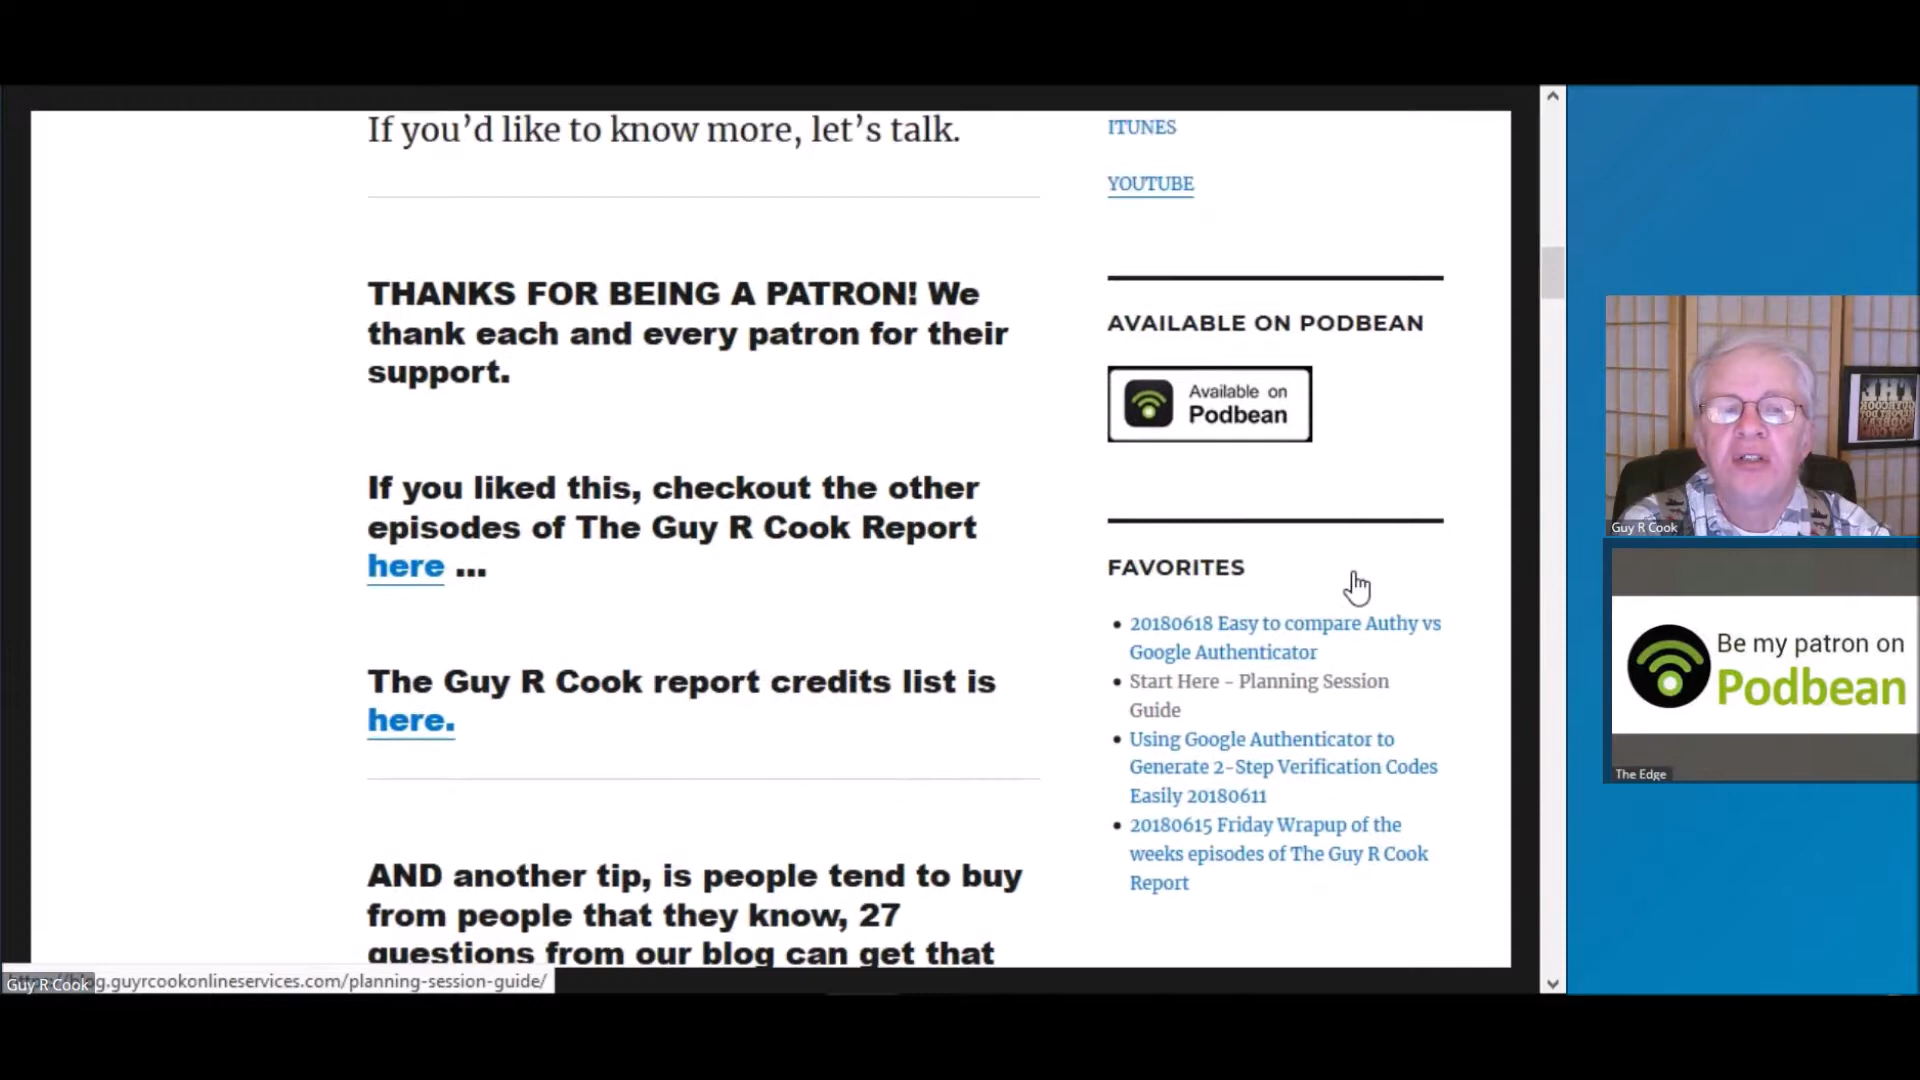 If you’d like to know more, let’s talk.
THANKS FOR BEING A PATRON! We
thank each and every patron for their
support.
If you liked this, checkout the other
episodes of The Guy R Cook Report
here ...
The Guy R Cook report credits list is
here.
AND another tip, is people tend to buy
from people that they know, 27
questions from our blog can get that
ITUNES
YOUTUBE
AVAILABLE ON PODBEAN
Available on
Podbean
FAVORITES
20180618 Easy to compare Authy vs
Google Authenticator
Start Here – Planning Session
Guide
Using Google Authenticator to
Generate 2-Step Verification Codes
Easily 20180611
20180615 Friday Wrapup of the
weeks episodes of The Guy R Cook
Report
Guy R Cook
Be my patron on
Podbean
The Edge
Guy R Cook
g.guyrcookonlineservices.com/planning-session-guide/